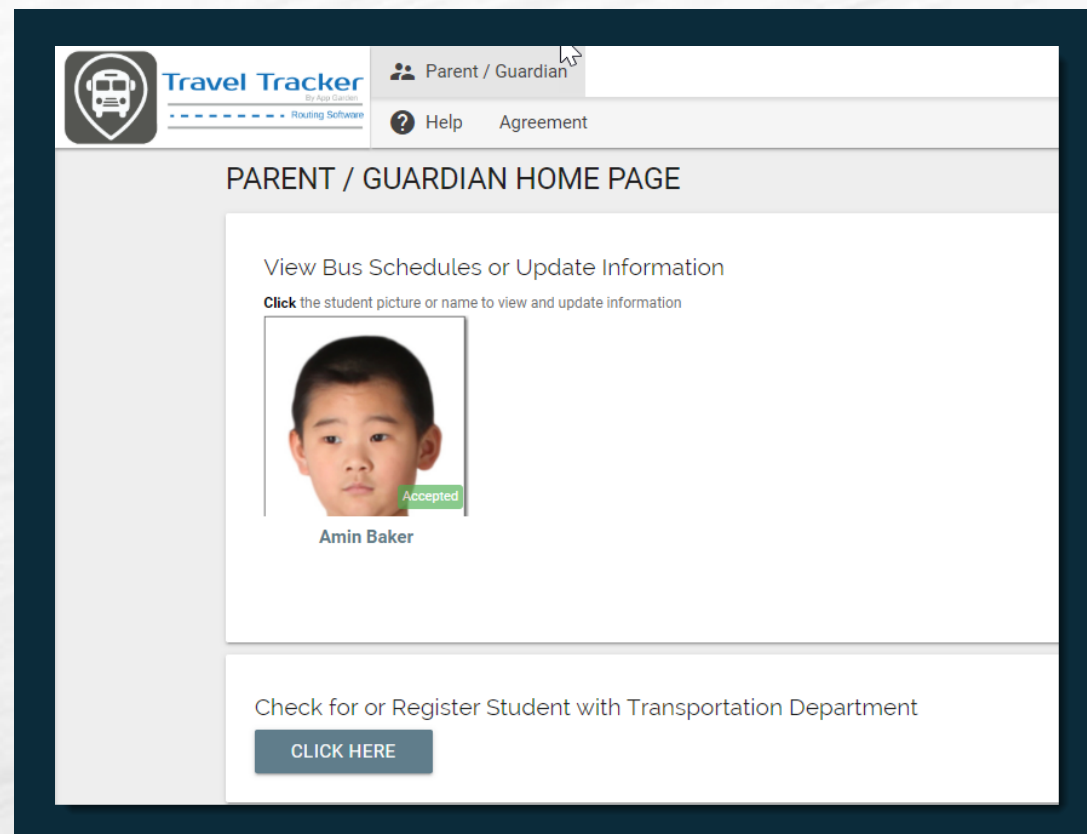 Travel Tracker
By App Garden
Routing Software
Parent / Guardian
Help Agreement
PARENT / GUARDIAN HOME PAGE
View Bus Schedules or Update Information
Click the student picture or name to view and update information
Accepted
Amin Baker
Check for or Register Student with Transportation Department
CLICK HERE